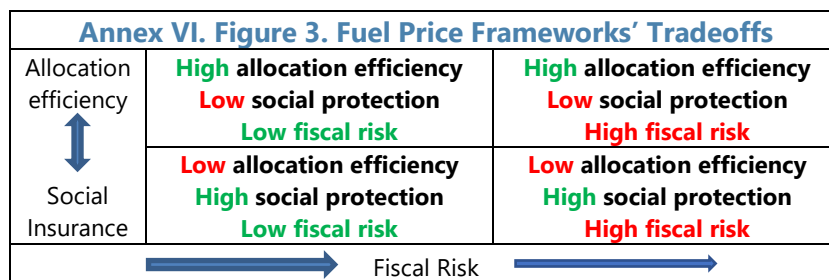 Annex VI. Figure 3. Fuel Price Frameworks' Tradeoffs
Allocation
efficiency
High allocation efficiency
Low social protection
Low fiscal risk
High allocation efficiency
Low social protection
High fiscal risk
Social
Insurance
Low allocation efficiency
High social protection
Low fiscal risk
Low allocation efficiency
High social protection
High fiscal risk
Fiscal Risk